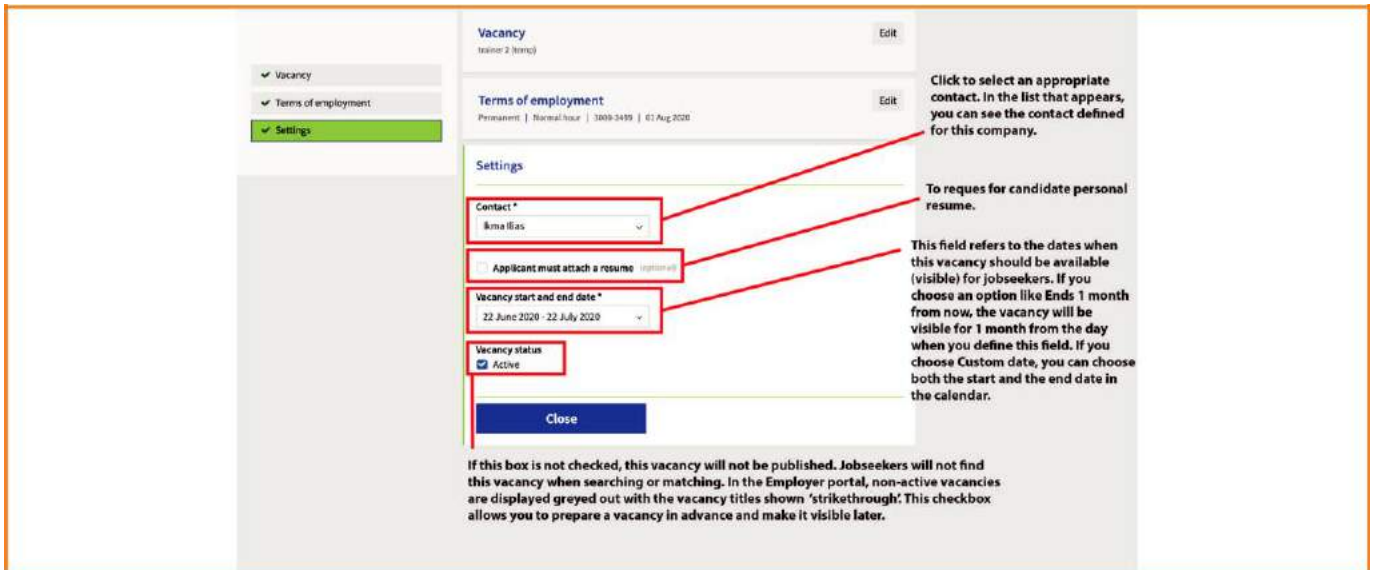 Vacancy
Edit
trainer 2 (temp)
✔ Vacancy
✔ Terms of employment
✔ Settings
Terms of employment
Edit
Permanent | Normal hour | 3000-3499 | 03 Aug 2020
Settings
Contact *
Ikma Ilias
Applicant must attach a resume (optional)
Vacancy start and end date *
22 June 2020 - 22 July 2020
Vacancy status
Active
Close
Click to select an appropriate
contact. In the list that appears,
you can see the contact defined
for this company.
To reques for candidate personal
resume.
This field refers to the dates when
this vacancy should be available
(visible) for jobseekers. If you
choose an option like Ends 1 month
from now, the vacancy will be
visible for 1 month from the day
when you define this field. If you
choose Custom date, you can choose
both the start and the end date in
the calendar.
If this box is not checked, this vacancy will not be published. Jobseekers will not find
this vacancy when searching or matching. In the Employer portal, non-active vacancies
are displayed greyed out with the vacancy titles shown 'strikethrough'. This checkbox
allows you to prepare a vacancy in advance and make it visible later.